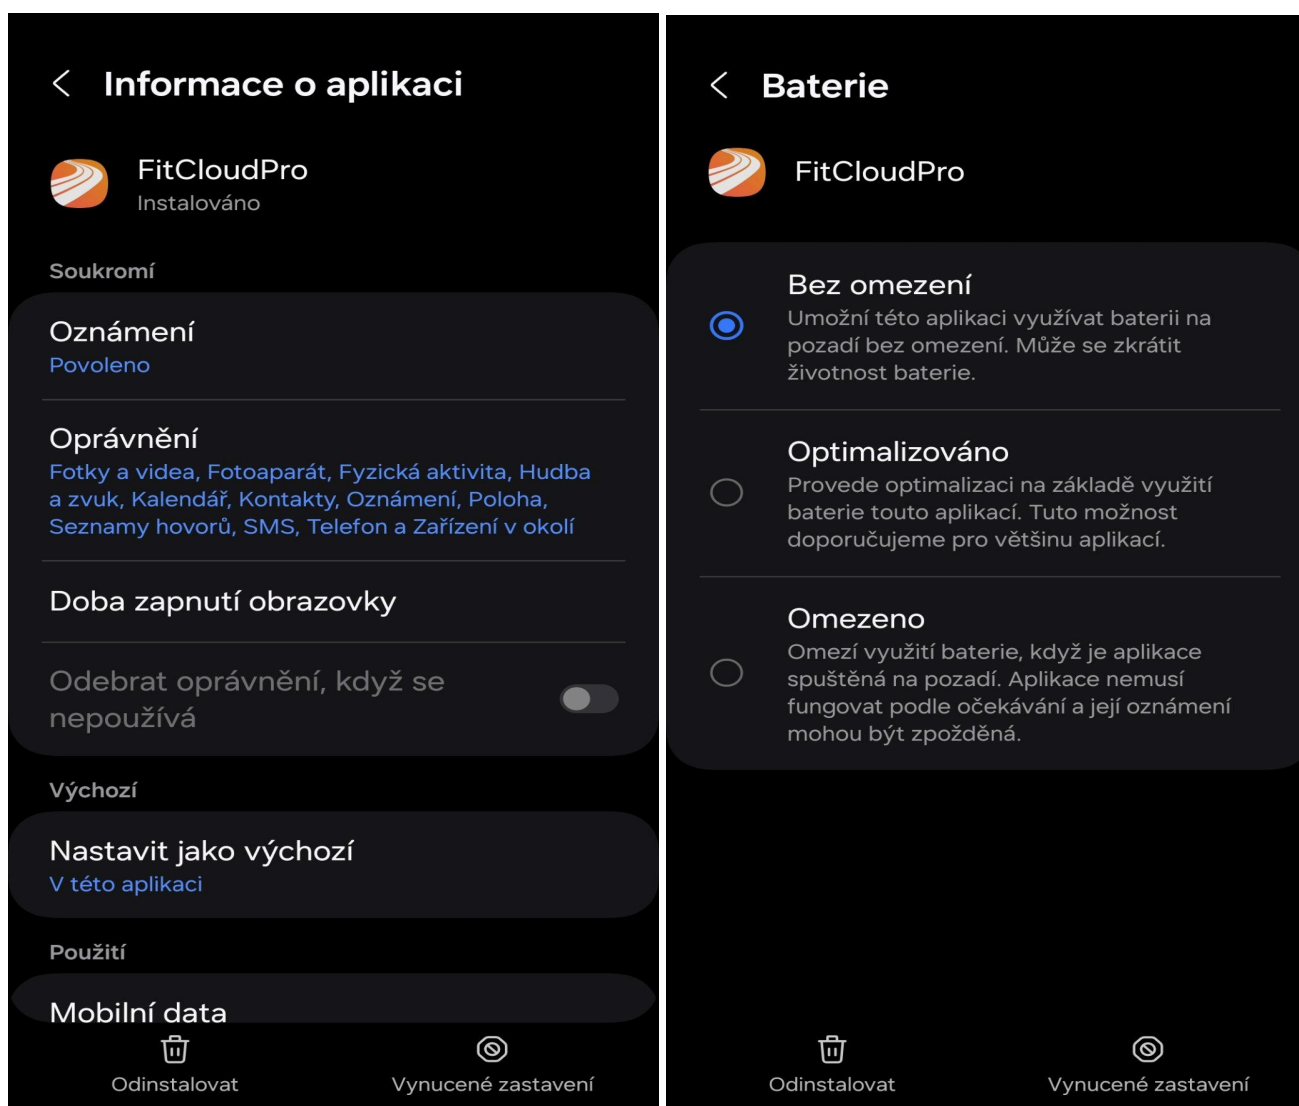 Informace o aplikaci
FitCloudPro
Instalováno
Soukromí
Oznámení
Povoleno
Oprávnění
Fotky a videa, Fotoaparát, Fyzická aktivita, Hudba
a zvuk, Kalendář, Kontakty, Oznámení, Poloha,
Seznamy hovorů, SMS, Telefon a Zařízení v okolí
Doba zapnutí obrazovky
Odebrat oprávnění, když se
nepoužívá
Výchozí
Nastavit jako výchozí
V této aplikaci
Použití
Mobilní data
Odinstalovat
Vynucené zastavení
Baterie
FitCloudPro
Bez omezení
Umožní této aplikaci využívat baterii na
pozadí bez omezení. Může se zkrátit
životnost baterie.
Optimalizováno
Provede optimalizaci na základě využití
baterie touto aplikací. Tuto možnost
doporučujeme pro většinu aplikací.
Omezeno
Omezí využití baterie, když je aplikace
spuštěná na pozadí. Aplikace nemusí
fungovat podle očekávání a její oznámení
mohou být zpožděná.
Odinstalovat
Vynucené zastavení